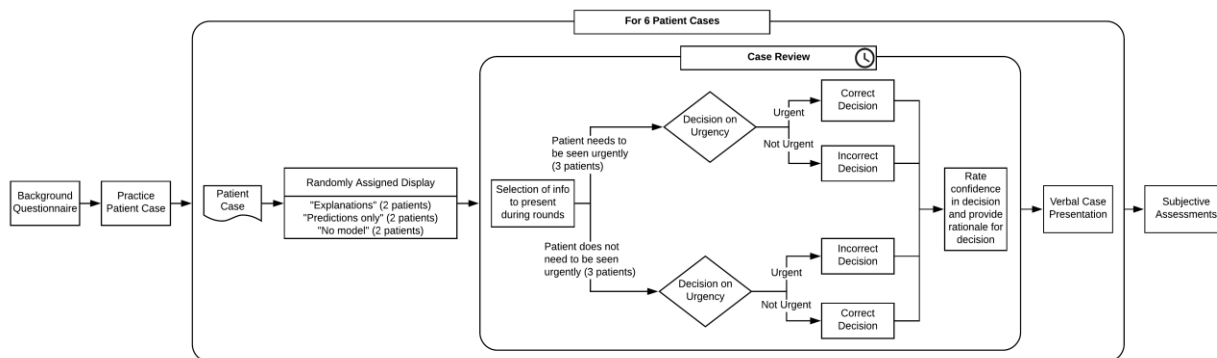 For 6 Patient Cases
Case Review
Background
Questionnaire
Practice
Patient Case
Patient
Case
Randomly Assigned Display
"Explanations" (2 patients)
"Predictions only" (2 patients)
"No model" (2 patients)
Selection of info
to present
during rounds
Patient needs to
be seen urgently
(3 patients)
Decision on
Urgency
Urgent
Not Urgent
Correct
Decision
Incorrect
Decision
Patient does not
need to be seen
urgently (3 patients)
Decision on
Urgency
Urgent
Not Urgent
Incorrect
Decision
Correct
Decision
Rate
confidence
in decision
and provide
rationale for
decision
Verbal Case
Presentation
Subjective
Assessments